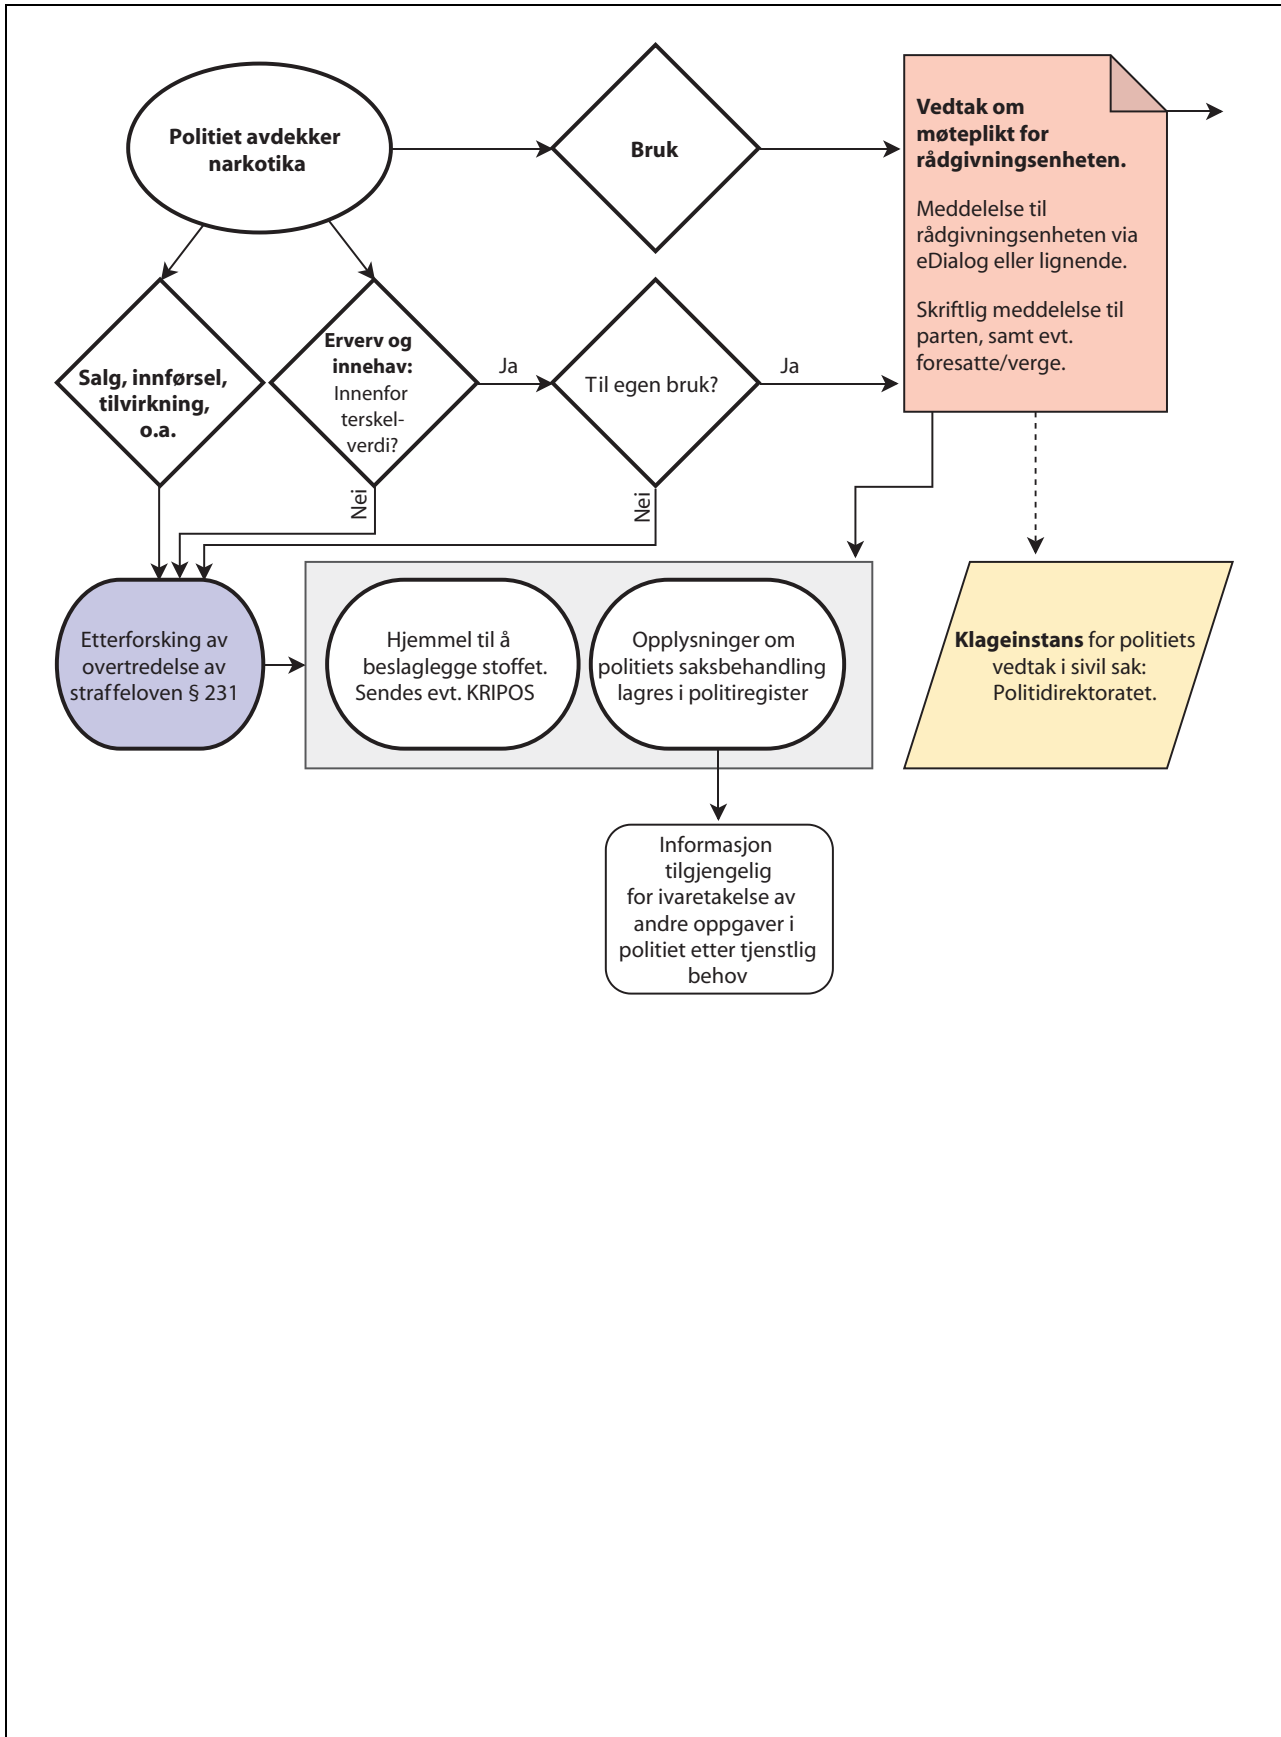 Politiet avdekker
narkotika
Bruk
Vedtak om
møteplikt for
rådgivningsenheten.
Meddelelse til
rådgivningsenheten via
eDialog eller lignende.
Skriftlig meddelelse til
parten, samt evt.
foresatte/verge.
Salg, innførsel,
tilvirkning,
o.a.
Erverv og
innehav:
Innenfor
terskel-
verdi?
Ja
Til egen bruk?
Ja
Nei
Nei
Etterforsking av
overtredelse av
straffeloven § 231
Hjemmel til å
beslaglegge stoffet.
Sendes evt. KRIPOS
Opplysninger om
politiets saksbehandling
lagres i politiregister
Klageinstans for politiets
vedtak i sivil sak:
Politidirektoratet.
Informasjon
tilgjengelig
for ivaretakelse av
andre oppgaver i
politiet etter tjenstlig
behov